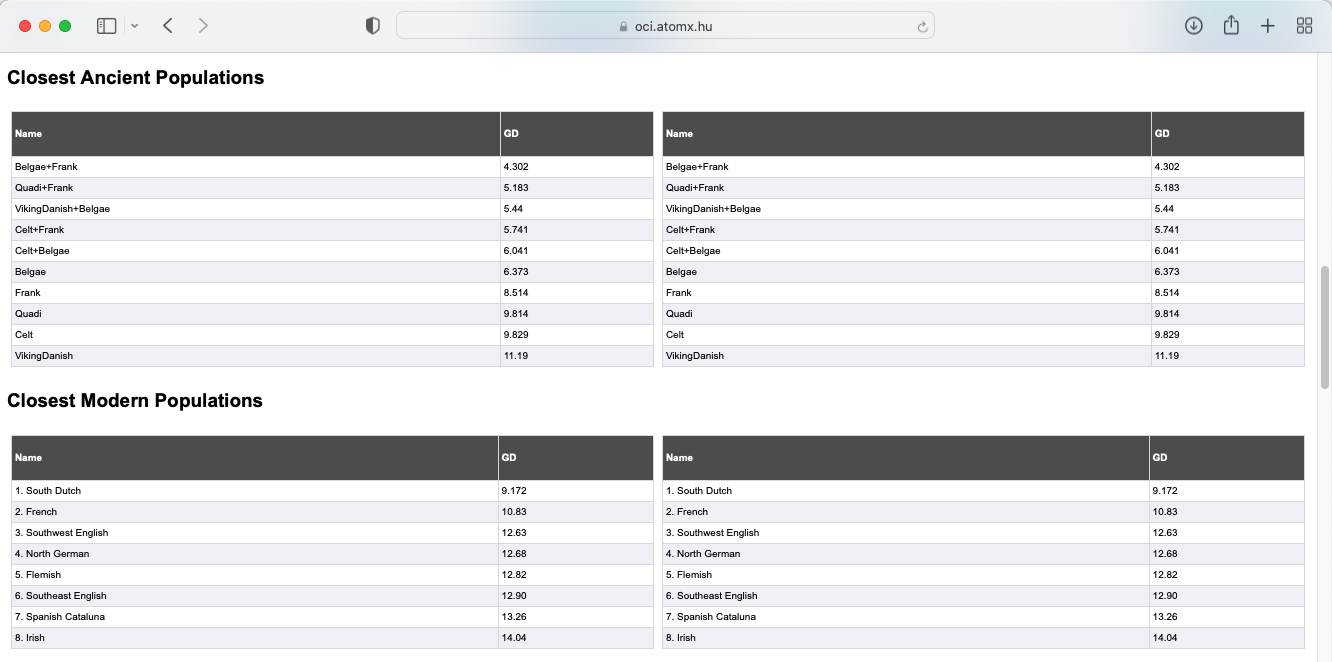 oci.atomx.hu
Closest Ancient Populations
Name GD Name GD
Belgae+Frank 4.302 Belgae+Frank 4.302
Quadi+Frank 5.183 Quadi+Frank 5.183
VikingDanish+Belgae 5.44 VikingDanish+Belgae 5.44
Celt+Frank 5.741 Celt+Frank 5.741
Celt+Belgae 6.041 Celt+Belgae 6.041
Belgae 6.373 Belgae 6.373
Frank 8.514 Frank 8.514
Quadi 9.814 Quadi 9.814
Celt 9.829 Celt 9.829
VikingDanish 11.19 VikingDanish 11.19
Closest Modern Populations
Name GD Name GD
1. South Dutch 9.172 1. South Dutch 9.172
2. French 10.83 2. French 10.83
3. Southwest English 12.63 3. Southwest English 12.63
4. North German 12.68 4. North German 12.68
5. Flemish 12.82 5. Flemish 12.82
6. Southeast English 12.90 6. Southeast English 12.90
7. Spanish Cataluna 13.26 7. Spanish Cataluna 13.26
8. Irish 14.04 8. Irish 14.04